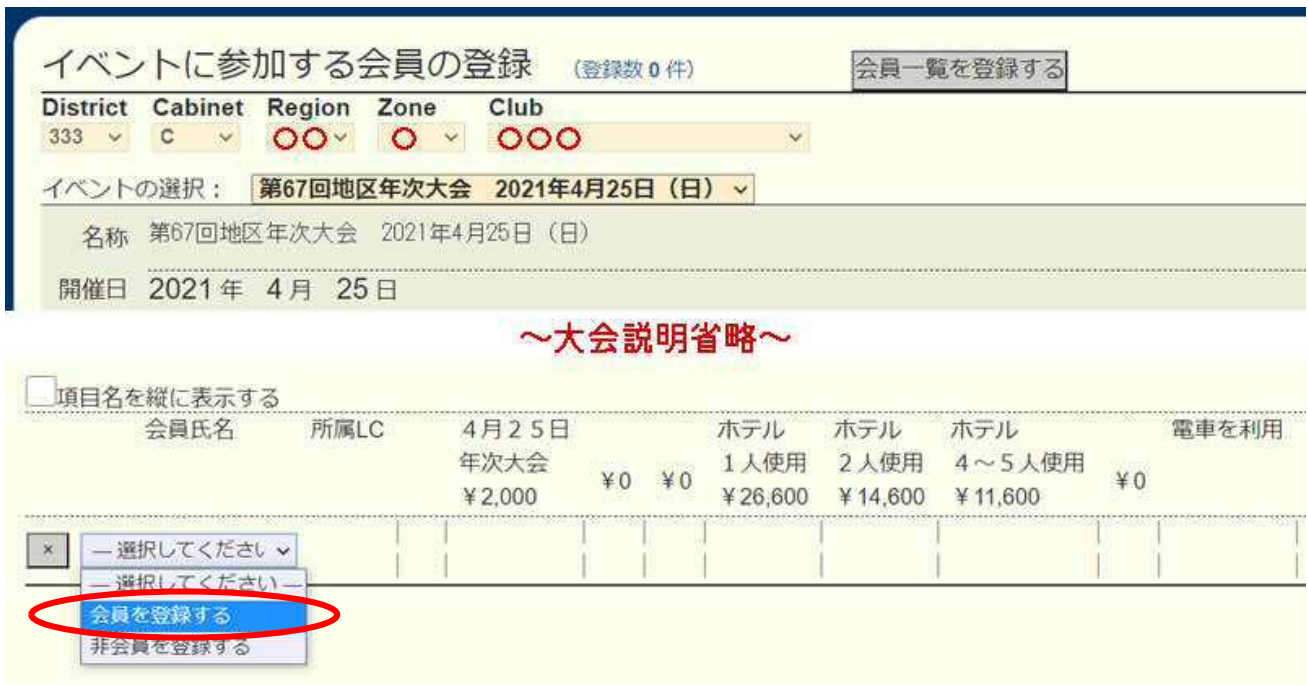 イベントに参加する会員の登録 （登録数 0 件） 会員一覧を登録する
District Cabinet Region Zone Club
333 C 〇〇 〇 〇〇〇
イベントの選択： 第67回地区年次大会 2021年4月25日（日）
名称 第67回地区年次大会 2021年4月25日（日）
開催日 2021 年 4 月 25 日
～大会説明省略～
項目名を縦に表示する
会員氏名 所属LC 4月25日 ホテル ホテル ホテル 電車を利用
年次大会 1人使用 2人使用 4～5人使用
¥2,000 ¥0 ¥0 ¥26,600 ¥14,600 ¥11,600 ¥0
× ― 選択してください
― 選択してください ―
会員を登録する
非会員を登録する